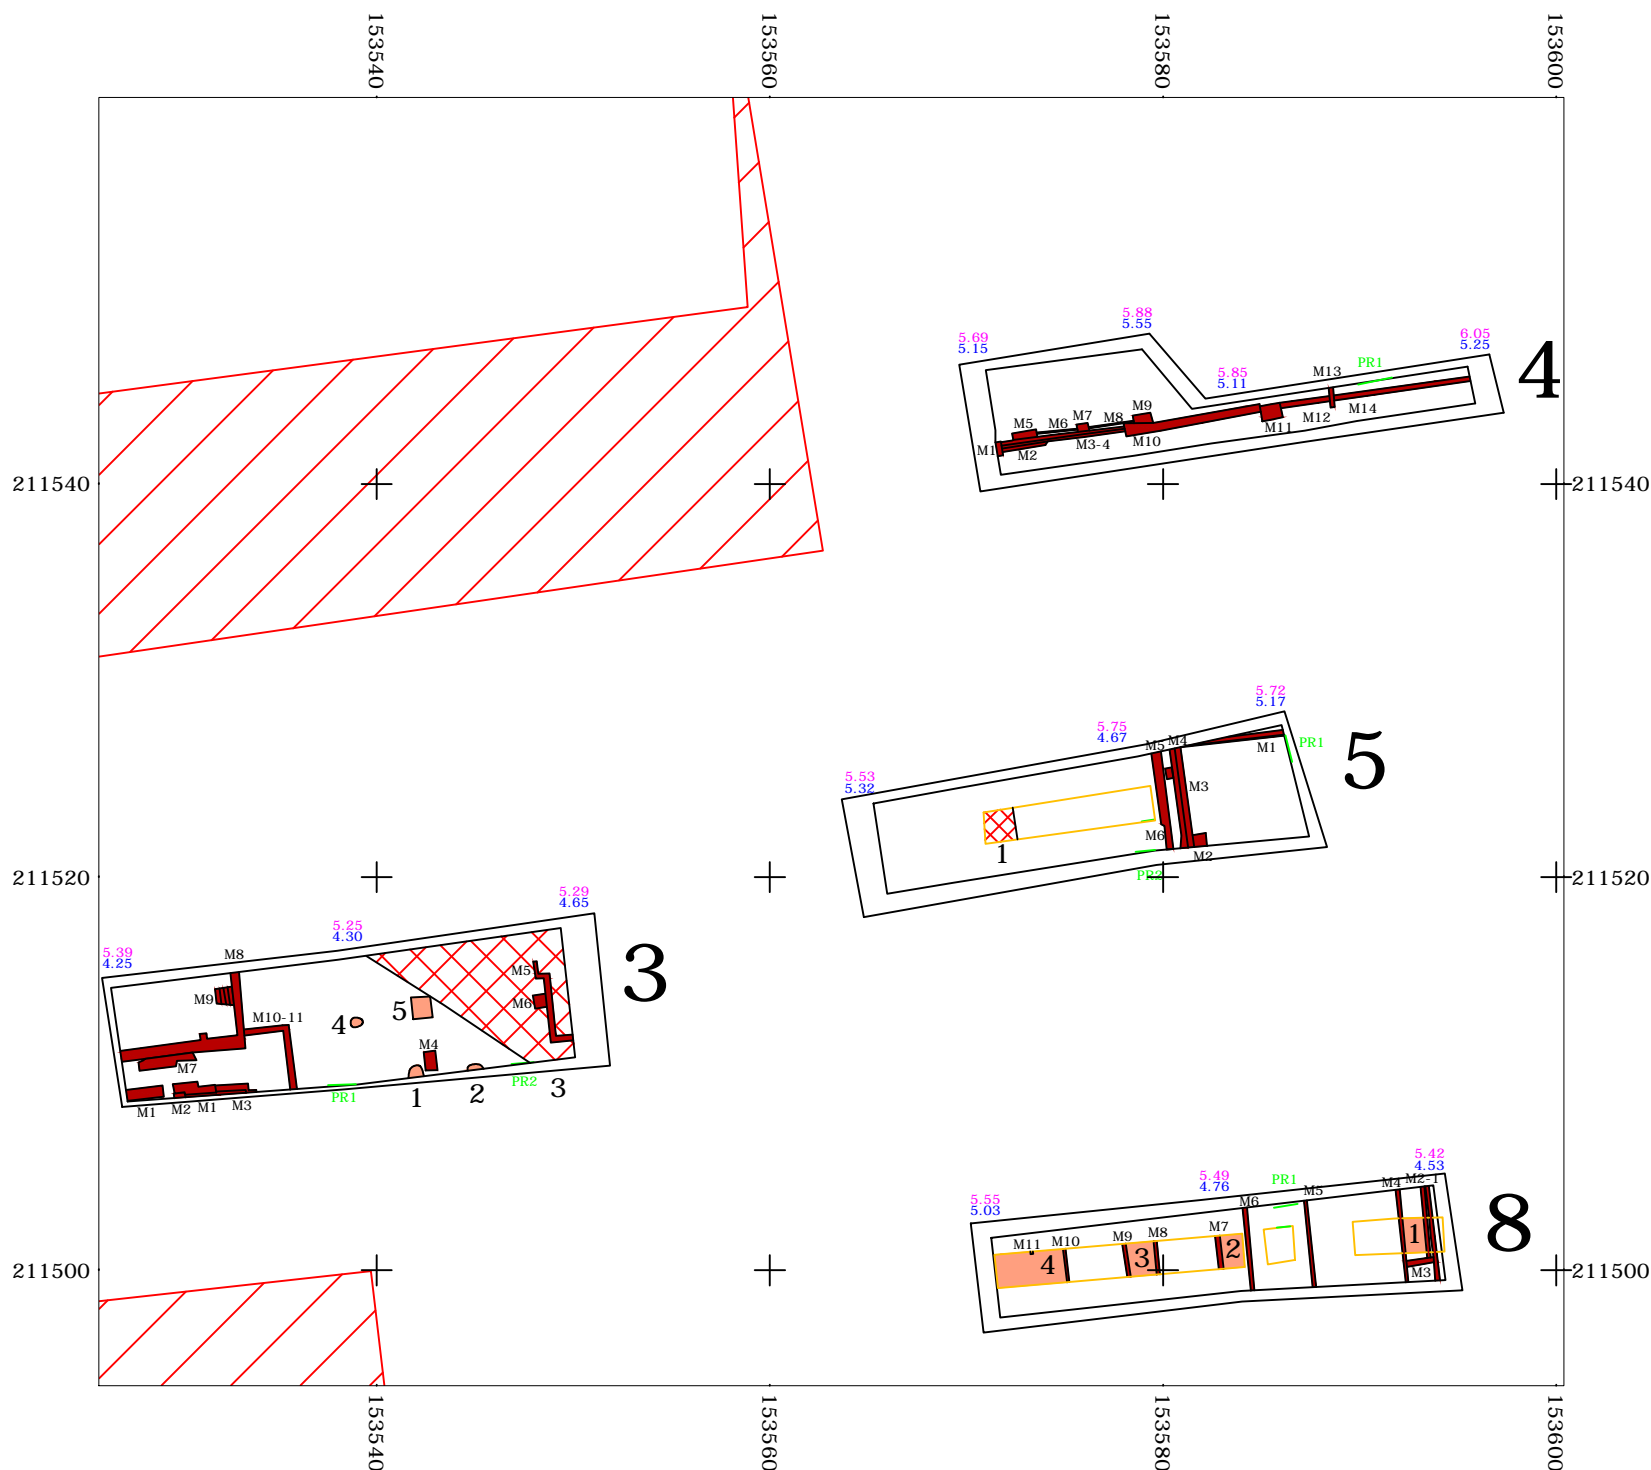 153540
153560
153580
153600
5.88
5.55
5.69
5.15
6.05
5.25
5.85
5.11
M13
PR1
4
M9
M5
M6
M7
M8
M1
M2
M3-4
M10
M11
M12
M14
211540
211540
5.72
5.17
5.75
4.67
M5
M4
M1
PR1
5
5.53
5.32
M3
M6
1
M2
PR2
211520
211520
5.29
4.65
5.25
4.30
5.39
4.25
M8
3
M5
M9
M6
M10-11
4
5
M4
M7
PR2
PR1
1
2
3
M1
M2
M1
M3
5.42
4.53
5.49
4.76
PR1
M4
M2-1
5.55
5.03
M6
M5
8
M7
M11
M10
M9
M8
1
2
3
4
M3
211500
211500
153540
153560
153580
153600